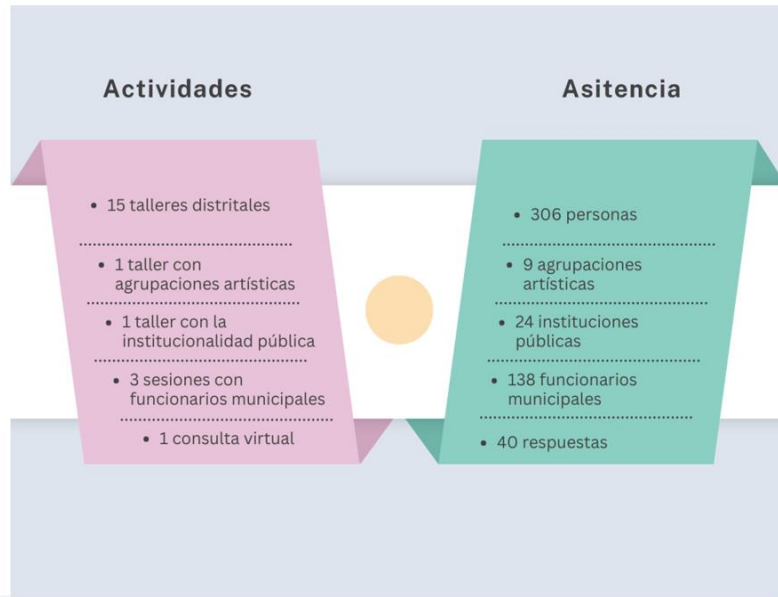 Actividades
• 15 talleres distritales
• 1 taller con
agrupaciones artísticas
• 1 taller con la
institucionalidad pública
• 3 sesiones con
funcionarios municipales
• 1 consulta virtual
Asitencia
• 306 personas
• 9 agrupaciones
artísticas
• 24 instituciones
públicas
• 138 funcionarios
municipales
• 40 respuestas